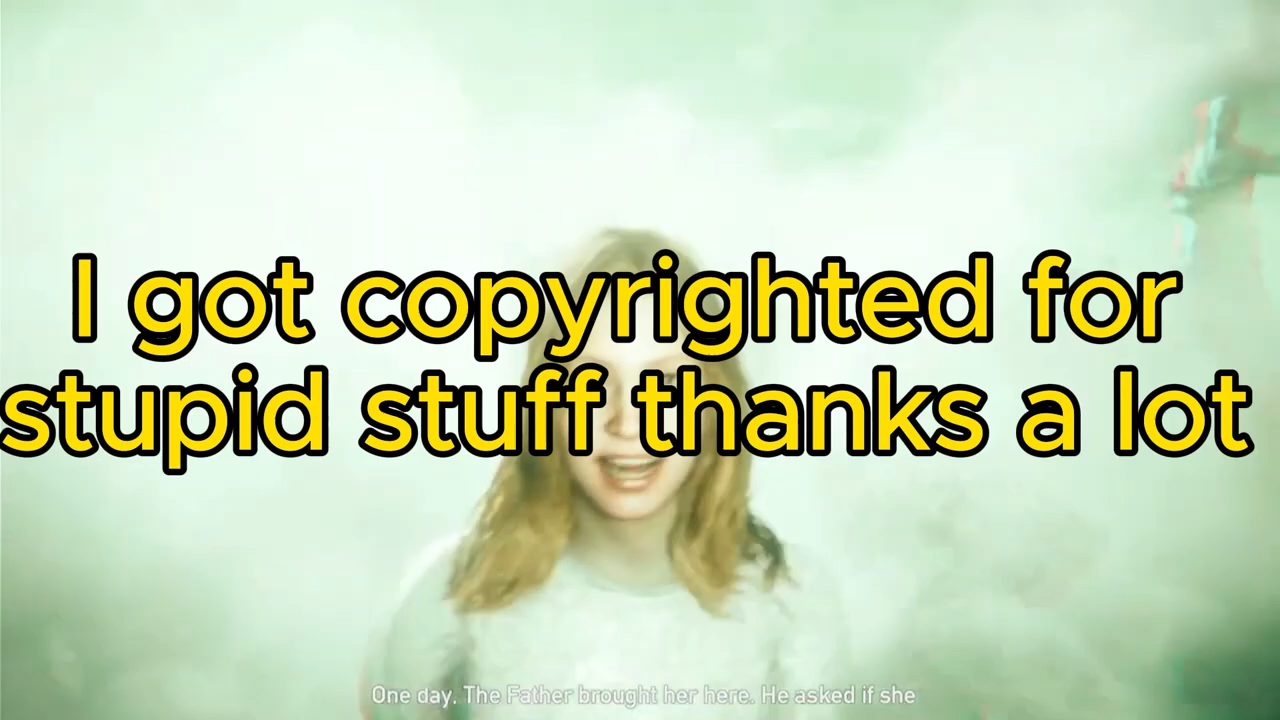 I got copyrighted for
stupid stuff thanks a lot
One day, The Father brought her here. He asked if she